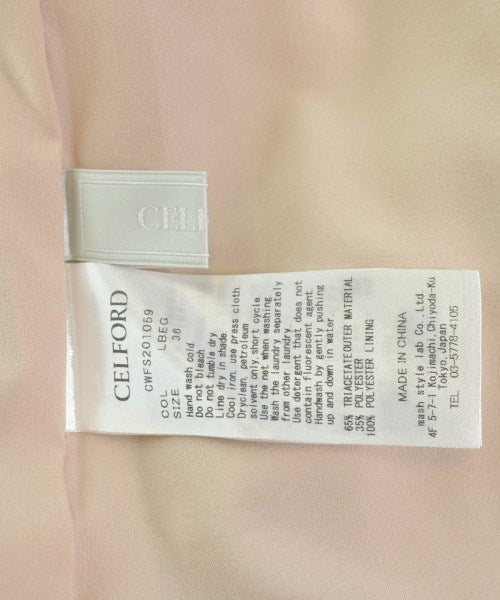 CELF
CELFORD
CWFS201059
COL LBEG
SIZE 36
Hand wash cold
Do not bleach
Do not tumble dry
Line dry in shade
Cool iron, use press cloth
Dryclean, petroleum
solvent only short cycle.
Use the net when washing.
Wash the laundry separately
from other laundry.
Use detergent that does not
contain fluorescent agent.
Handwash by gently pushing
up and down in water.
65% TRIACETATEOUTER MATERIAL
35% POLYESTER
100% POLYESTER LINING
MADE IN CHINA
mash style lab Co., Ltd
4F 5-7-1 Kojimachi, Chiyoda-Ku
Tokyo, Japan
TEL 03-5778-4105